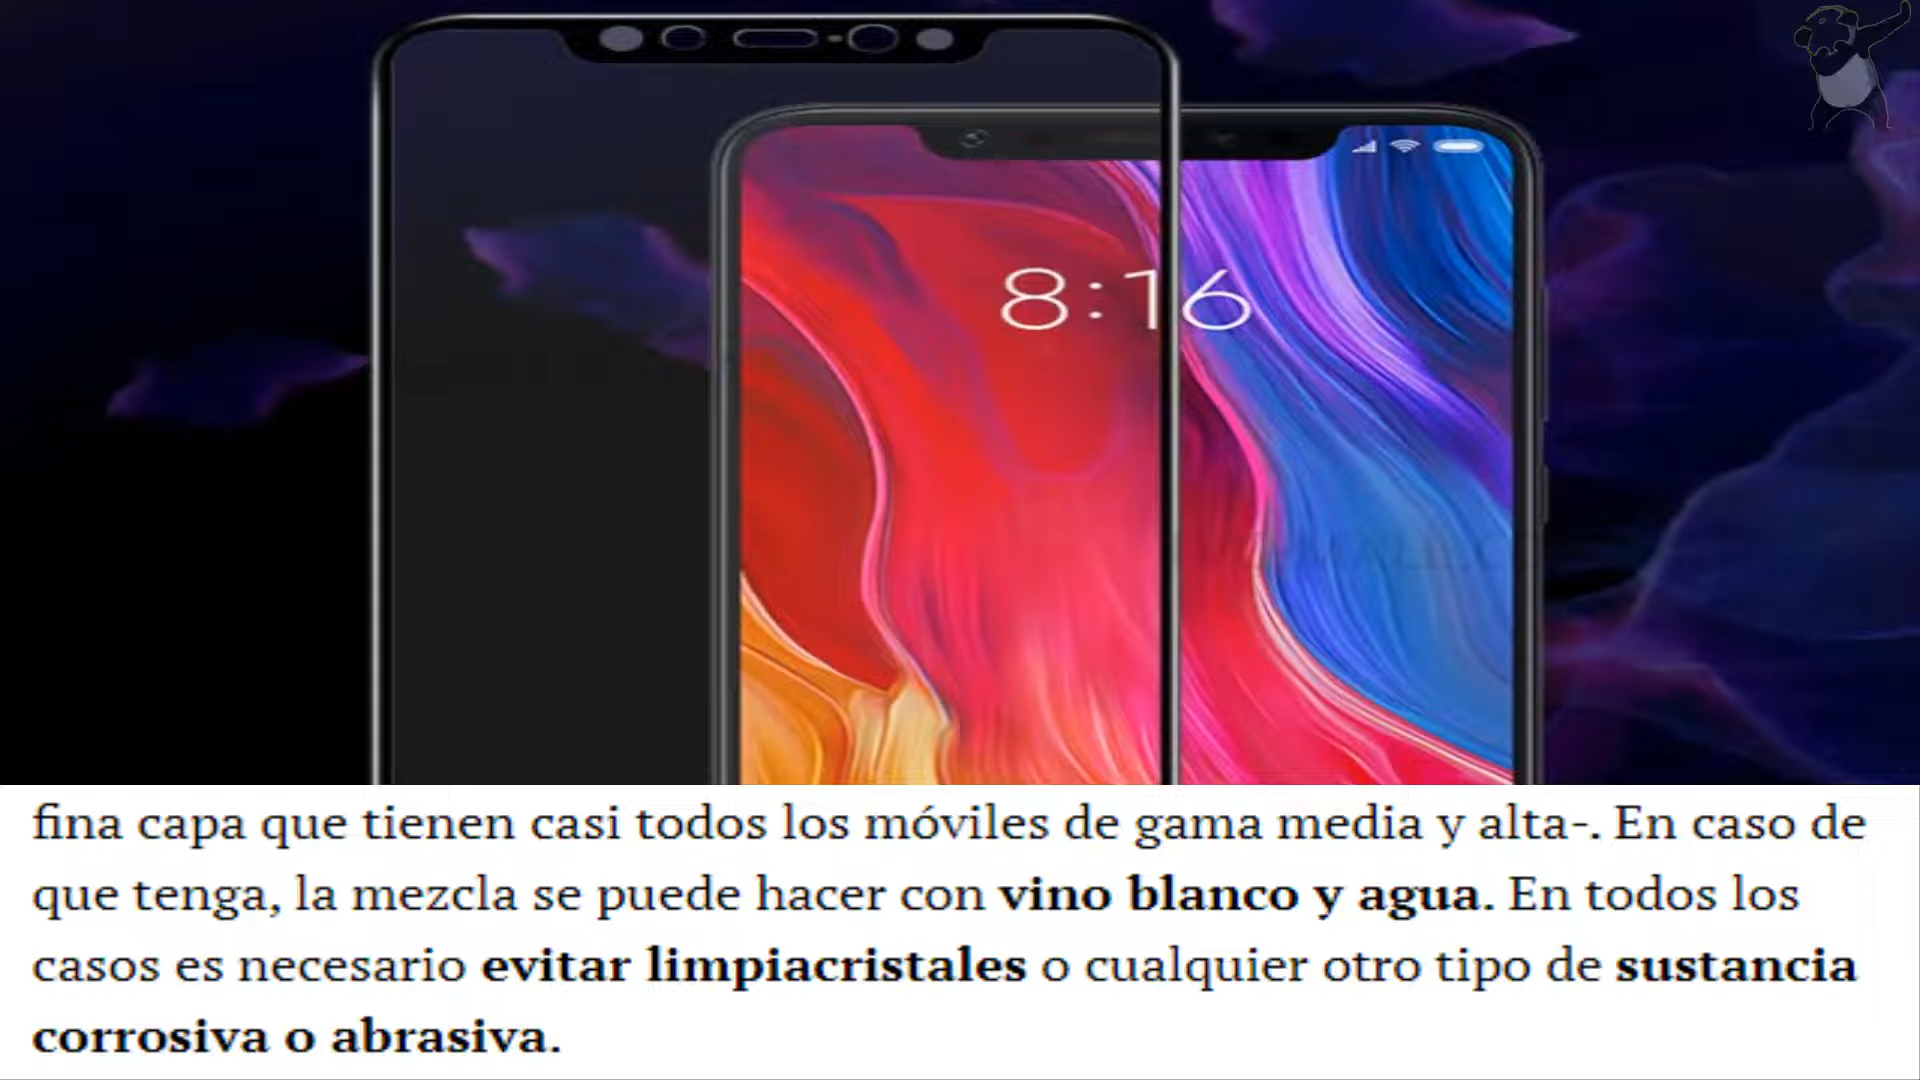 8:16
fina capa que tienen casi todos los móviles de gama media y alta-. En caso de
que tenga, la mezcla se puede hacer con vino blanco y agua. En todos los
casos es necesario evitar limpiacristales o cualquier otro tipo de sustancia
corrosiva o abrasiva.